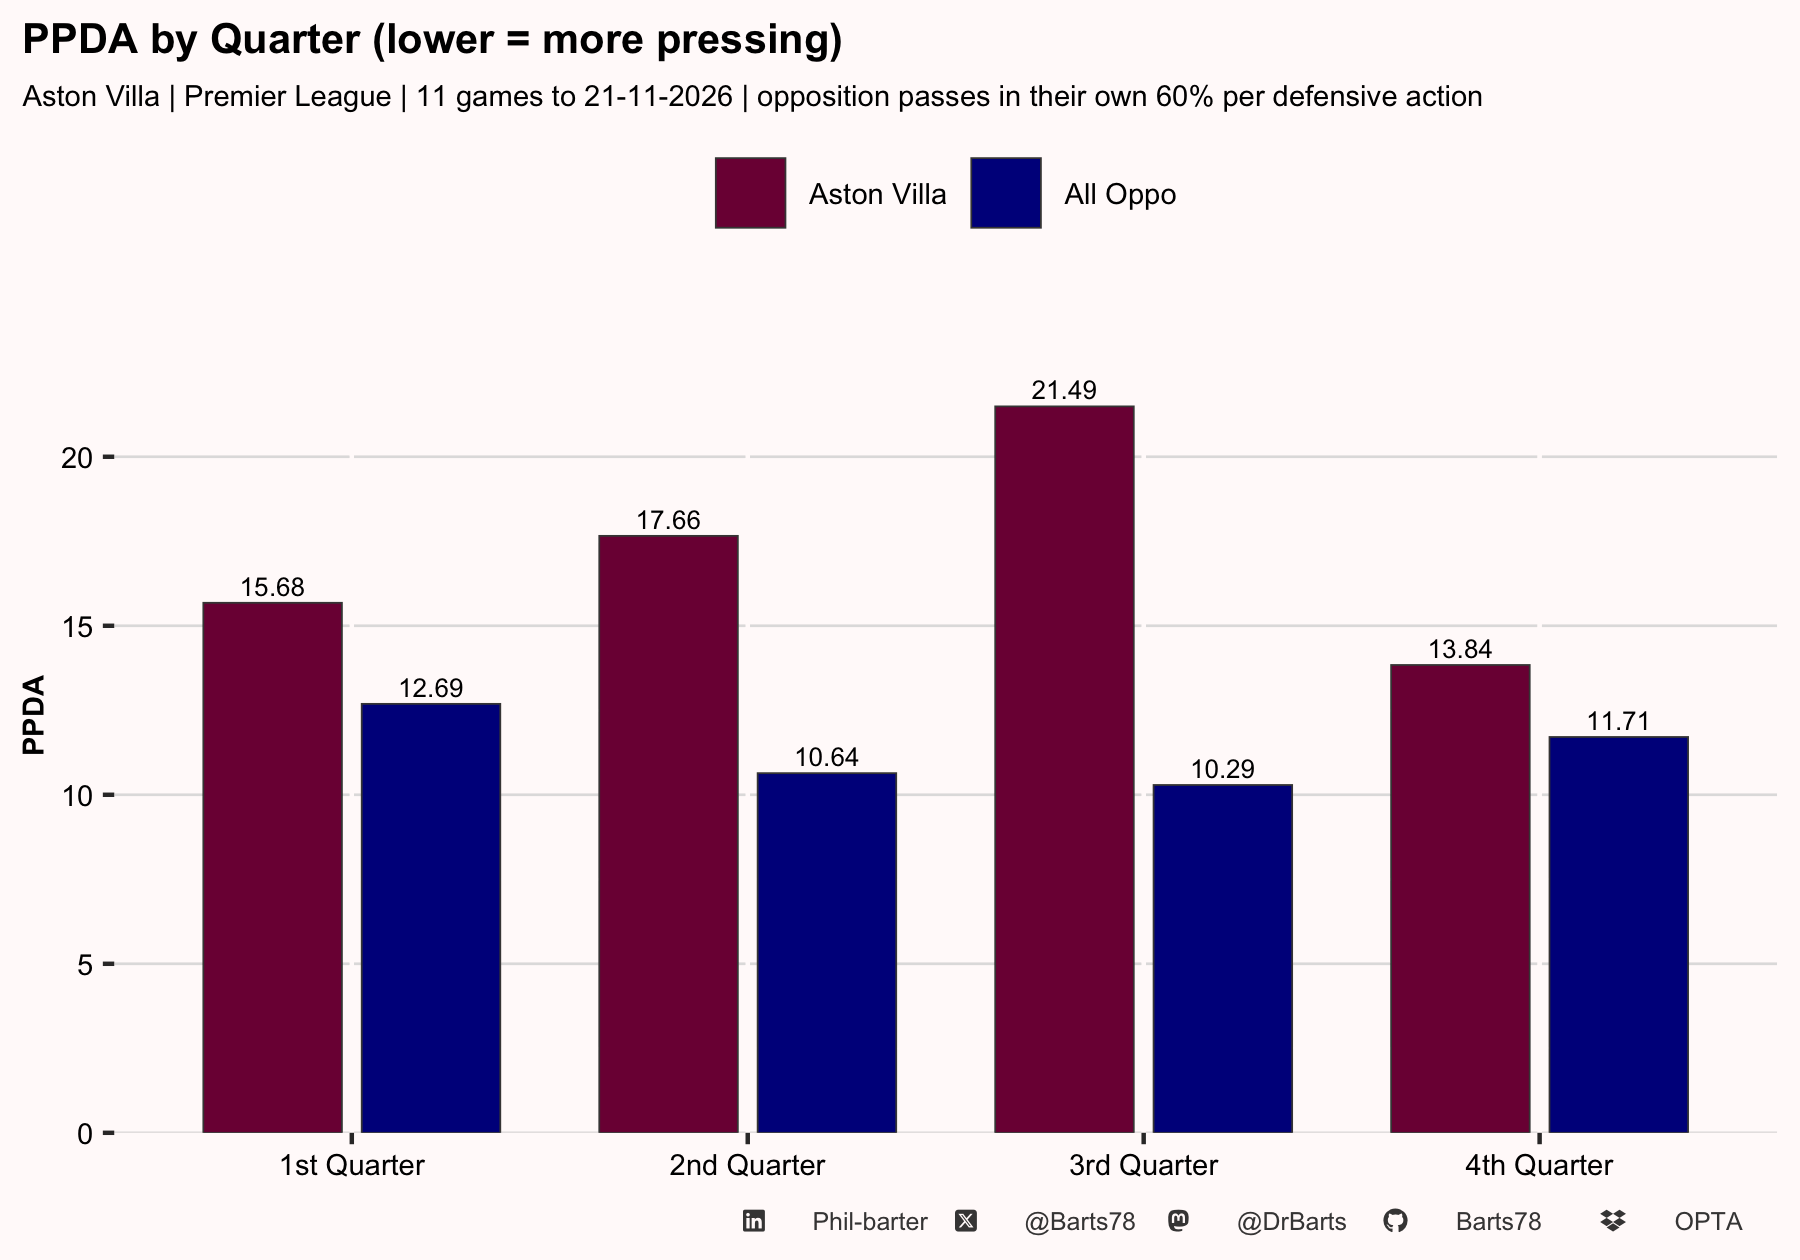 PPDA by Quarter (lower = more pressing)
Aston Villa | Premier League | 11 games to 21-11-2026 | opposition passes in their own 60% per defensive action
Aston Villa All Oppo
21.49
20
17.66
15.68
15
13.84
12.69
11.71
10.64
10.29
10
PPDA
5
0
1st Quarter 2nd Quarter 3rd Quarter 4th Quarter
Phil-barter @Barts78 @DrBarts Barts78 OPTA